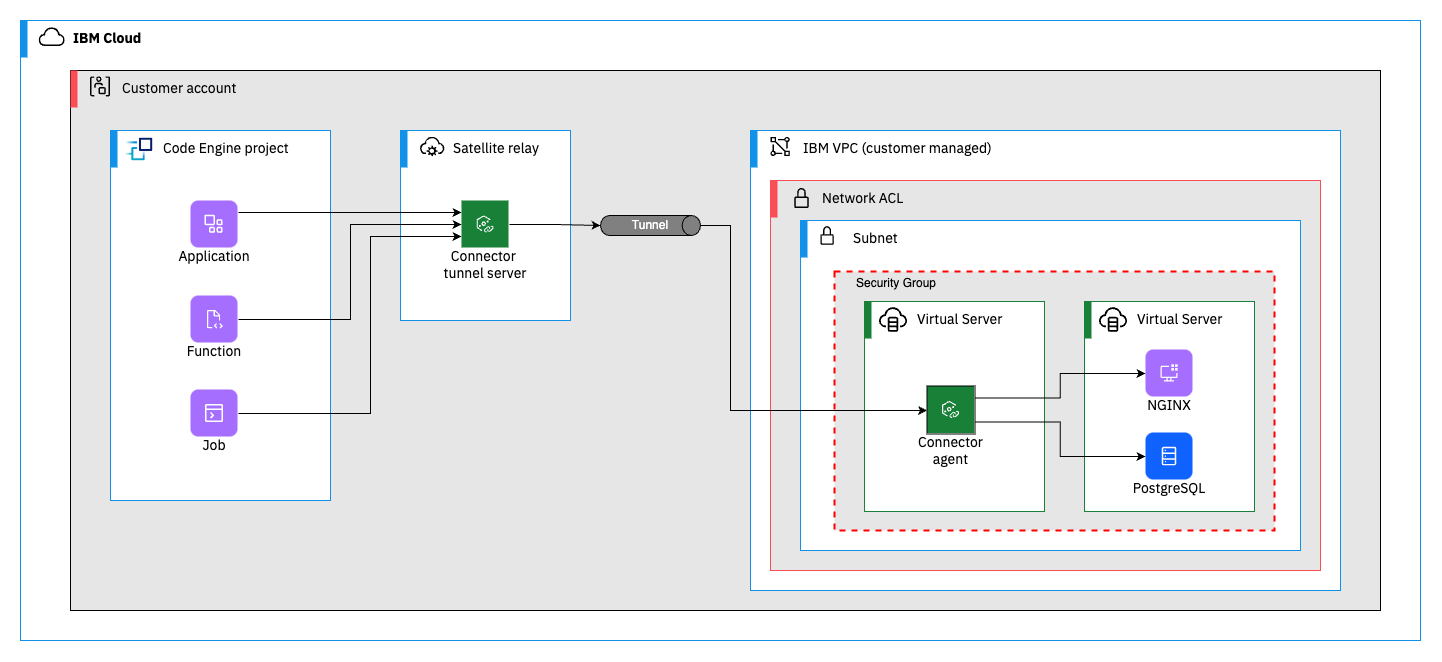 IBM Cloud
Customer account
Code Engine project
Application
Function
Job
Satellite relay
Connector
tunnel server
Tunnel
IBM VPC (customer managed)
Network ACL
Subnet
Security Group
Virtual Server
Connector
agent
Virtual Server
NGINX
PostgreSQL